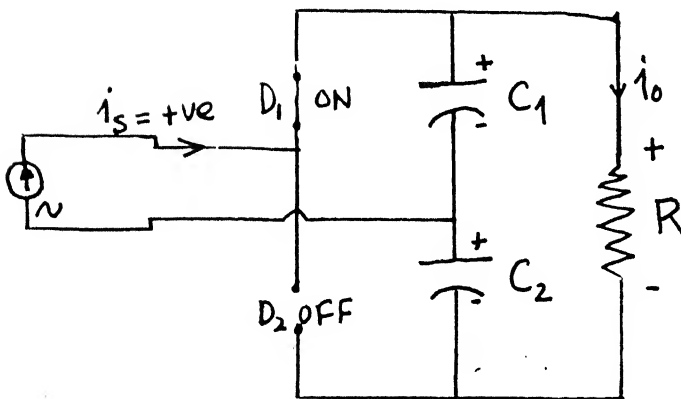 i_s = +ve
D₁ ON
C₁
i₀
+
-
+
R
-
~
D₂ OFF
+
-
C₂